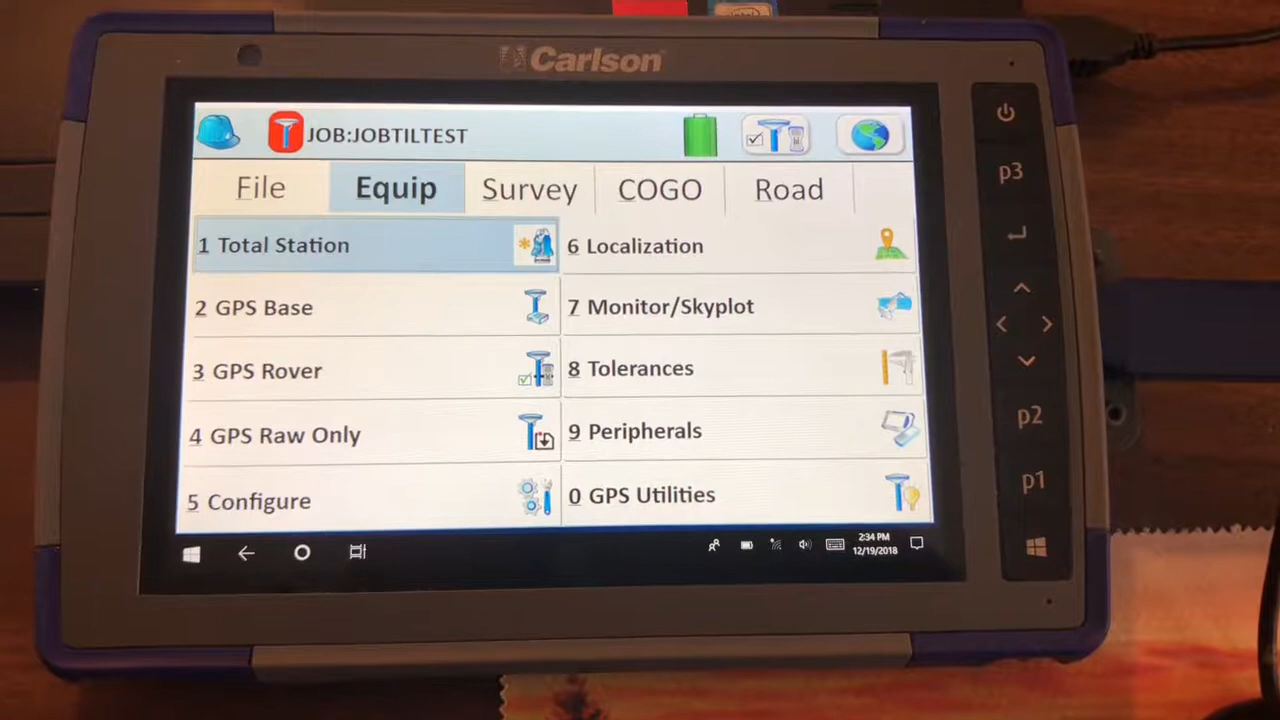 Carlson
JOB:JOBTILTEST
File Equip Survey COGO Road
1 Total Station
2 GPS Base
3 GPS Rover
4 GPS Raw Only
5 Configure
6 Localization
7 Monitor/Skyplot
8 Tolerances
9 Peripherals
0 GPS Utilities
2:34 PM
12/19/2018
p3
p2
p1